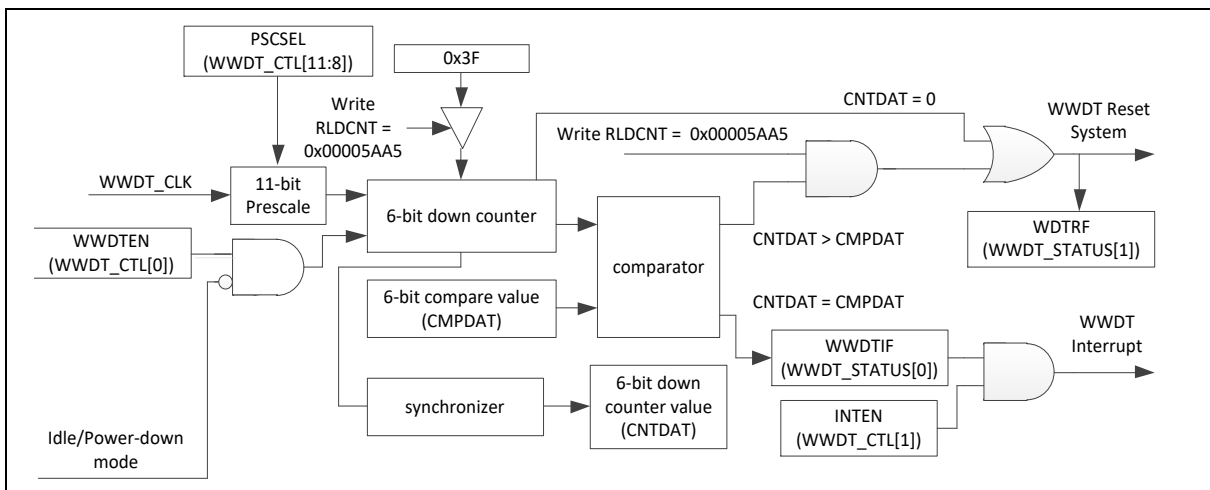 PSCSEL
(WWDT_CTL[11:8])
0x3F
Write
RLDCNT =
0x00005AA5
CNTDAT = 0
WWDT Reset
System
Write RLDCNT =  0x00005AA5
WWDT_CLK
11-bit
Prescale
6-bit down counter
WWDTEN
(WWDT_CTL[0])
CNTDAT > CMPDAT
WDTRF
(WWDT_STATUS[1])
comparator
6-bit compare value
(CMPDAT)
CNTDAT = CMPDAT
WWDTIF
(WWDT_STATUS[0])
WWDT
Interrupt
synchronizer
6-bit down
counter value
(CNTDAT)
INTEN
(WWDT_CTL[1])
Idle/Power-down
mode